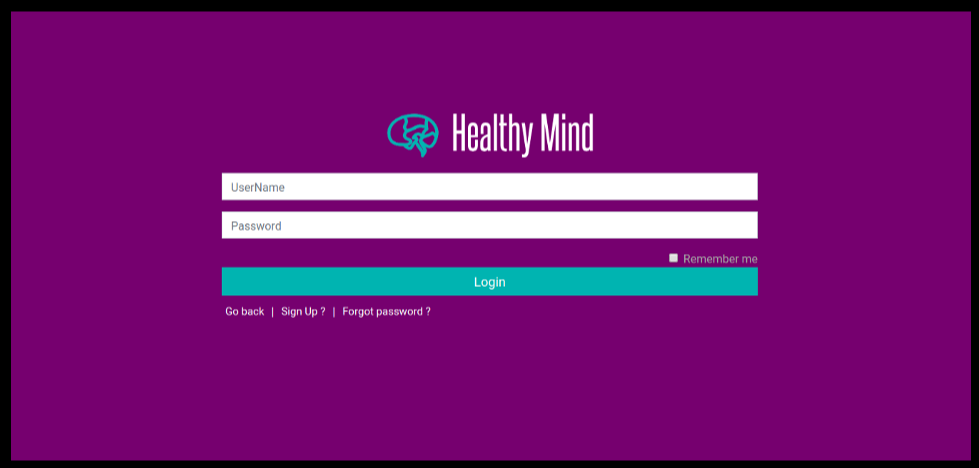 Healthy Mind
UserName
Password
Remember me
Login
Go back | Sign Up ? | Forgot password ?